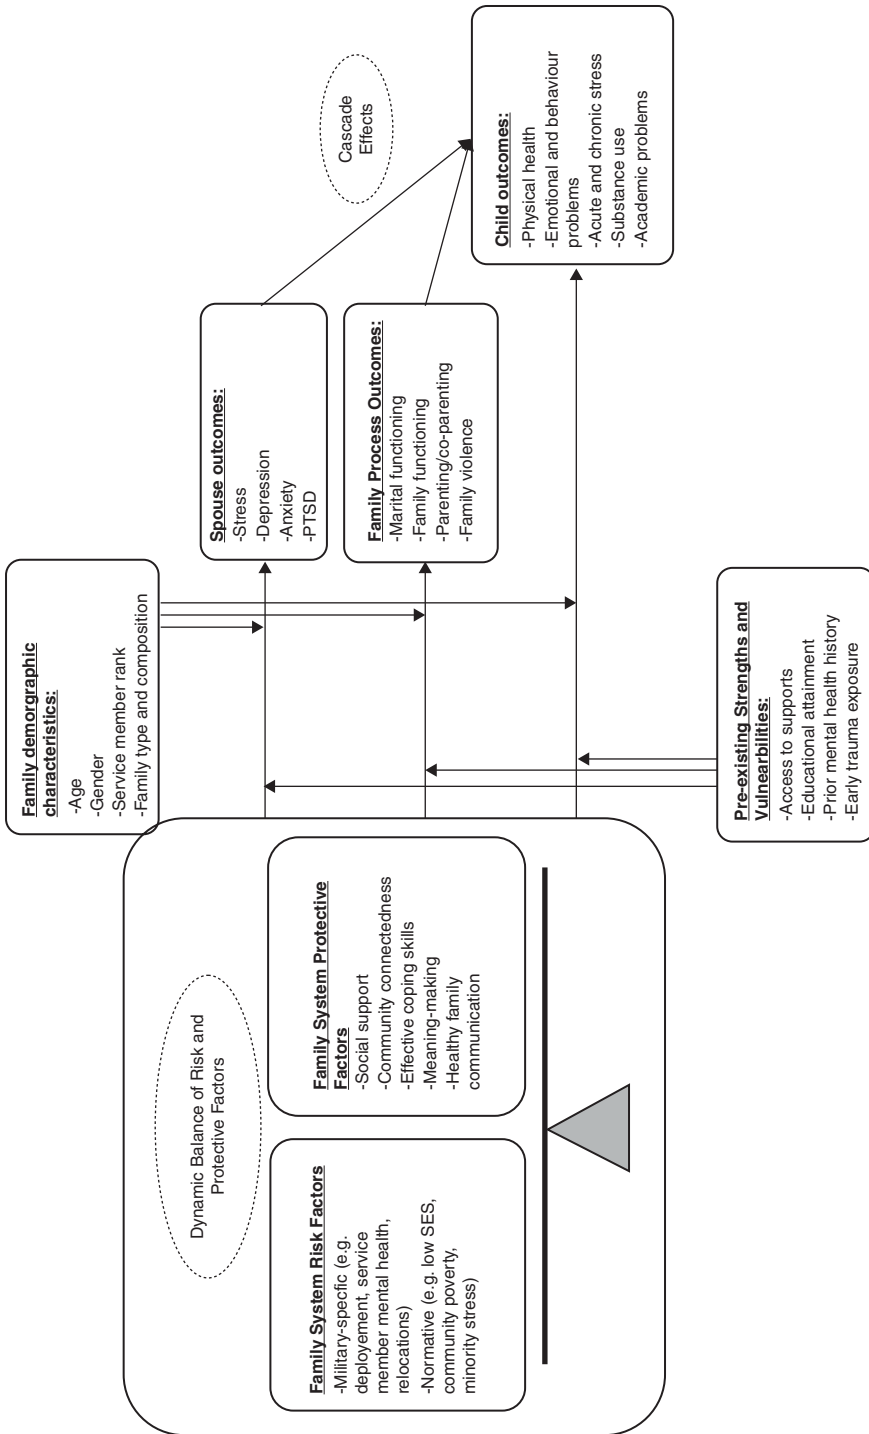 Dynamic Balance of Risk and
Protective Factors
Family System Risk Factors
-Military-specfic (e.g.
deployement, service
member mental health,
relocations)
-Normative (e.g. low SES,
community poverty,
minority stress)
Family System Protective
Factors
-Social support
-Community connectedness
-Effective coping skills
-Meaning-making
-Healthy family
communication
Family demorgraphic
characteristics:
-Age
-Gender
-Service member rank
-Family type and composition
Pre-existing Strengths and
Vulnearbilities:
-Access to supports
-Educational attainment
-Prior mental health history
-Early trauma exposure
Spouse outcomes:
-Stress
-Depression
-Anxiety
-PTSD
Family Process Outcomes:
-Marital functioning
-Family functioning
-Parenting/co-parenting
-Family violence
Cascade
Effects
Child outcomes:
-Physical health
-Emotional and behaviour
problems
-Acute and chronic stress
-Substance use
-Academic problems